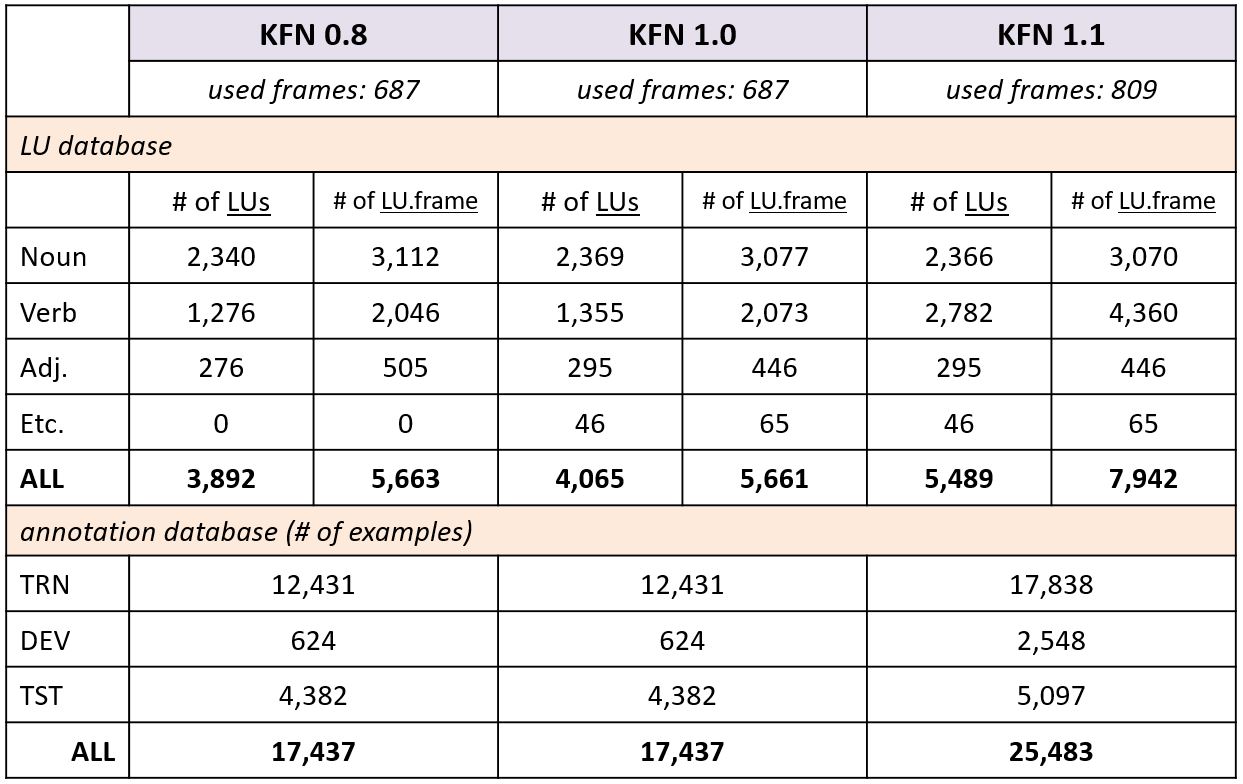 KFN 0.8 KFN 1.0 KFN 1.1
used frames: 687 used frames: 687 used frames: 809
LU database
# of LUs # of LU.frame # of LUs # of LU.frame # of LUs # of LU.frame
Noun 2,340 3,112 2,369 3,077 2,366 3,070
Verb 1,276 2,046 1,355 2,073 2,782 4,360
Adj. 276 505 295 446 295 446
Etc. 0 0 46 65 46 65
ALL 3,892 5,663 4,065 5,661 5,489 7,942
annotation database (# of examples)
TRN 12,431 12,431 17,838
DEV 624 624 2,548
TST 4,382 4,382 5,097
ALL 17,437 17,437 25,483